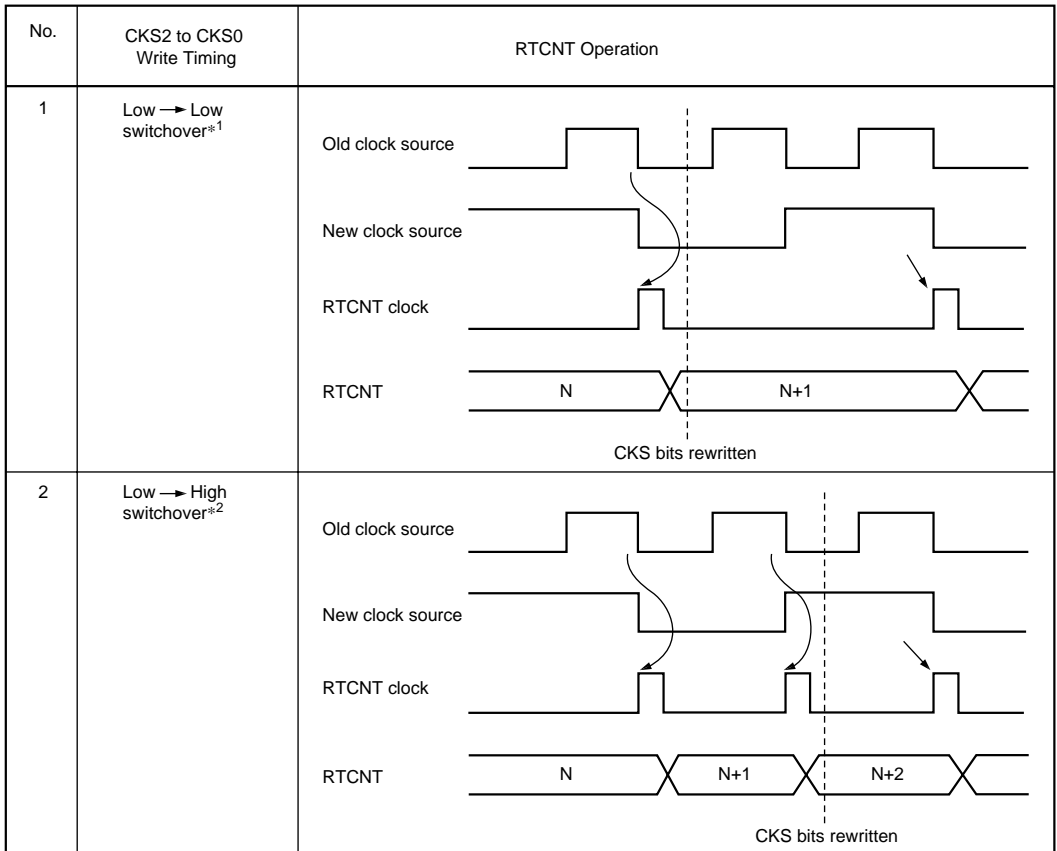 No.
CKS2 to CKS0
Write Timing
RTCNT Operation
1
Low → Low
switchover*1
Old clock source
New clock source
RTCNT clock
RTCNT
N
N+1
CKS bits rewritten
2
Low → High
switchover*2
Old clock source
New clock source
RTCNT clock
RTCNT
N
N+1
N+2
CKS bits rewritten